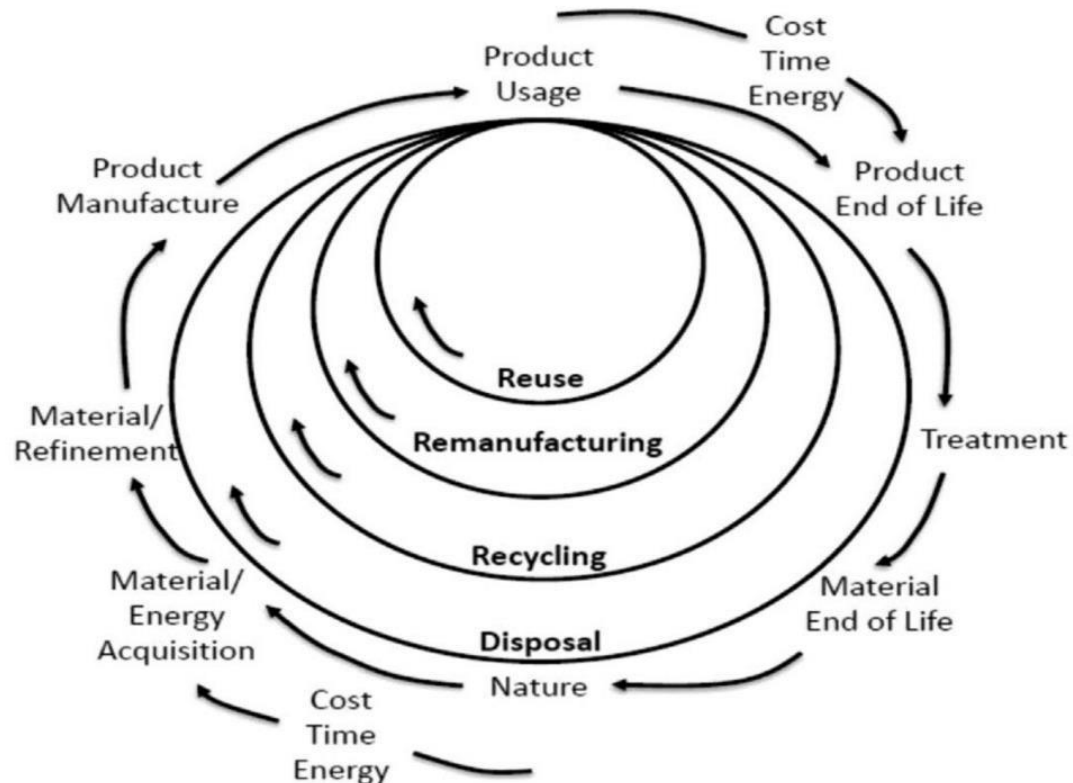 Cost
Time
Energy
Product
Usage
Product
Manufacture
Product
End of Life
Reuse
Material/
Refinement
Remanufacturing
Treatment
Recycling
Material/
Energy
Acquisition
Material
End of Life
Disposal
Nature
Cost
Time
Energy